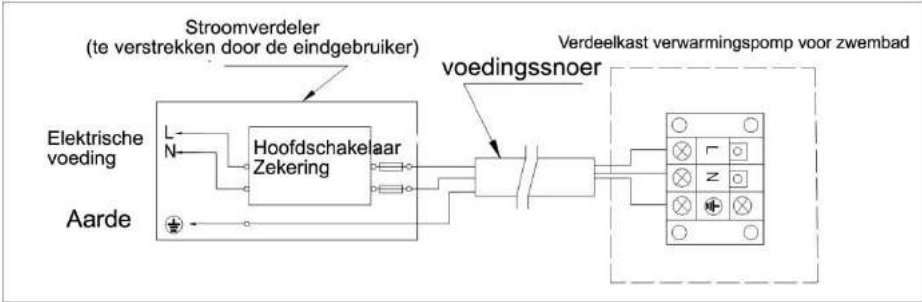 Stroomverdeler
(te verstrekken door de eindgebruiker)
Verdeelkast verwarmingspomp voor zwembad
voedingssnoer
Elektrische
voeding
L
N
Hoofdschakelaar
Zekering
Aarde
L
N